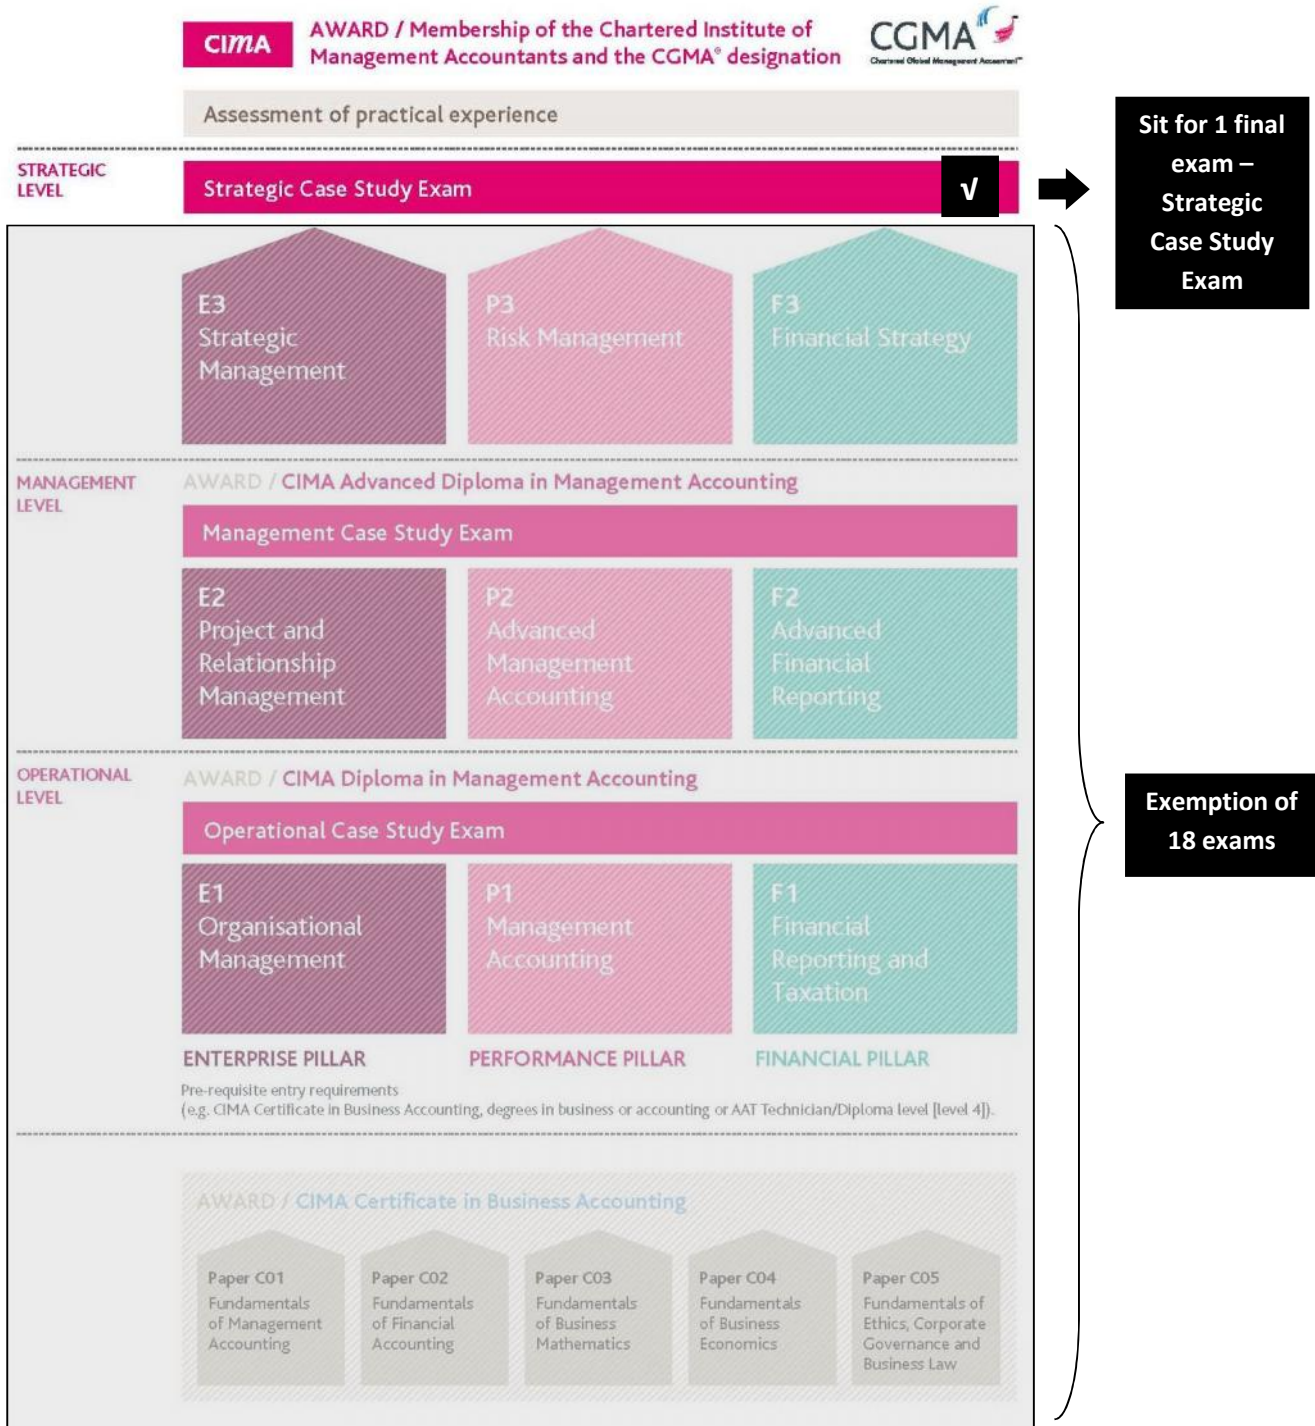 CIMA
AWARD / Membership of the Chartered Institute of
Management Accountants and the CGMA® designation
CGMA
Chartered Global Management Accountant™
Assessment of practical experience
STRATEGIC
LEVEL
Strategic Case Study Exam
√
Sit for 1 final
exam –
Strategic
Case Study
Exam
E3
Strategic
Management
P3
Risk Management
F3
Financial Strategy
MANAGEMENT
LEVEL
AWARD / CIMA Advanced Diploma in Management Accounting
Management Case Study Exam
E2
Project and
Relationship
Management
P2
Advanced
Management
Accounting
F2
Advanced
Financial
Reporting
OPERATIONAL
LEVEL
AWARD / CIMA Diploma in Management Accounting
Operational Case Study Exam
Exemption of
18 exams
E1
Organisational
Management
P1
Management
Accounting
F1
Financial
Reporting and
Taxation
ENTERPRISE PILLAR
PERFORMANCE PILLAR
FINANCIAL PILLAR
Pre-requisite entry requirements
(e.g. CIMA Certificate in Business Accounting, degrees in business or accounting or AAT Technician/Diploma level [level 4]).
AWARD / CIMA Certificate in Business Accounting
Paper C01
Fundamentals
of Management
Accounting
Paper C02
Fundamentals
of Financial
Accounting
Paper C03
Fundamentals
of Business
Mathematics
Paper C04
Fundamentals
of Business
Economics
Paper C05
Fundamentals of
Ethics, Corporate
Governance and
Business Law